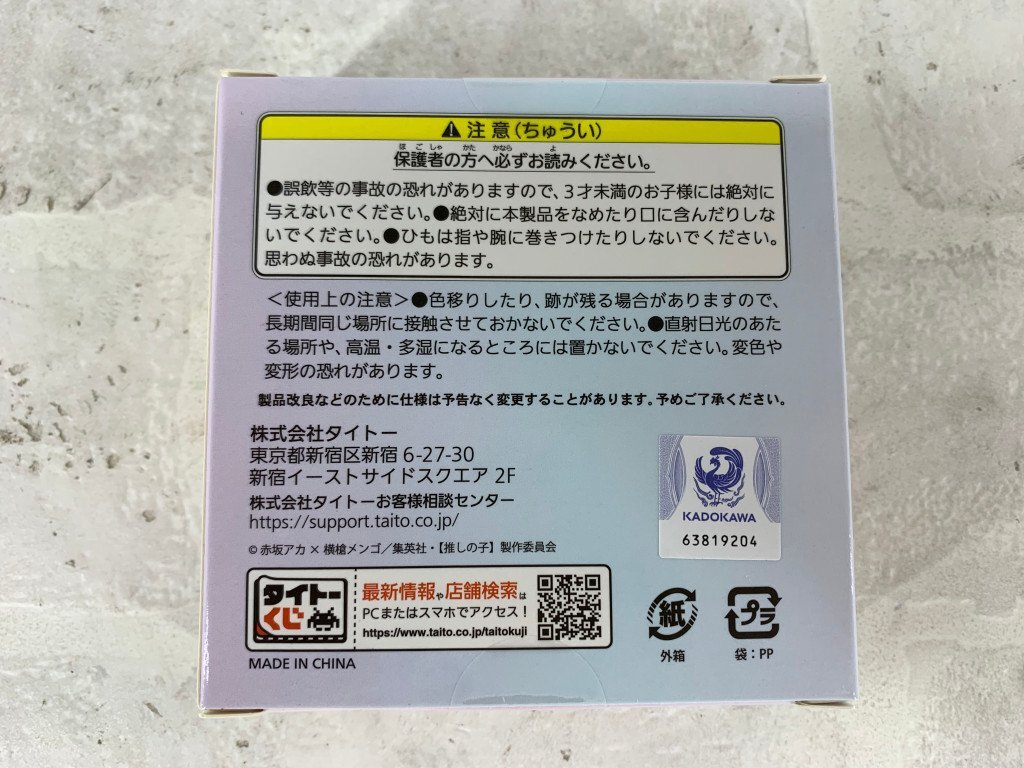 ⚠注意(ちゅうい)
保護者の方へ必ずお読みください。
●誤飲等の事故の恐れがありますので、3才未満のお子様には絶対に
与えないでください。●絶対に本製品をなめたり口に含んだりしな
いでください。●ひもは指や腕に巻きつけたりしないでください。
思わぬ事故の恐れがあります。
＜使用上の注意＞●色移りしたり、跡が残る場合がありますので、
長期間同じ場所に接触させておかないでください。●直射日光のあた
る場所や、高温・多湿になるところには置かないでください。変色や
変形の恐れがあります。
製品改良などのために仕様は予告なく変更することがあります。予めご了承ください。
株式会社タイトー
東京都新宿区新宿 6-27-30
新宿イーストサイドスクエア 2F
株式会社タイトーお客様相談センター
https://support.taito.co.jp/
© 赤坂アカ × 横槍メンゴ／集英社・【推しの子】製作委員会
KADOKAWA
63819204
タイトー
くじ
最新情報や店舗検索は
PCまたはスマホでアクセス！
https://www.taito.co.jp/taitokuji
紙
外箱
プラ
袋：PP
MADE IN CHINA